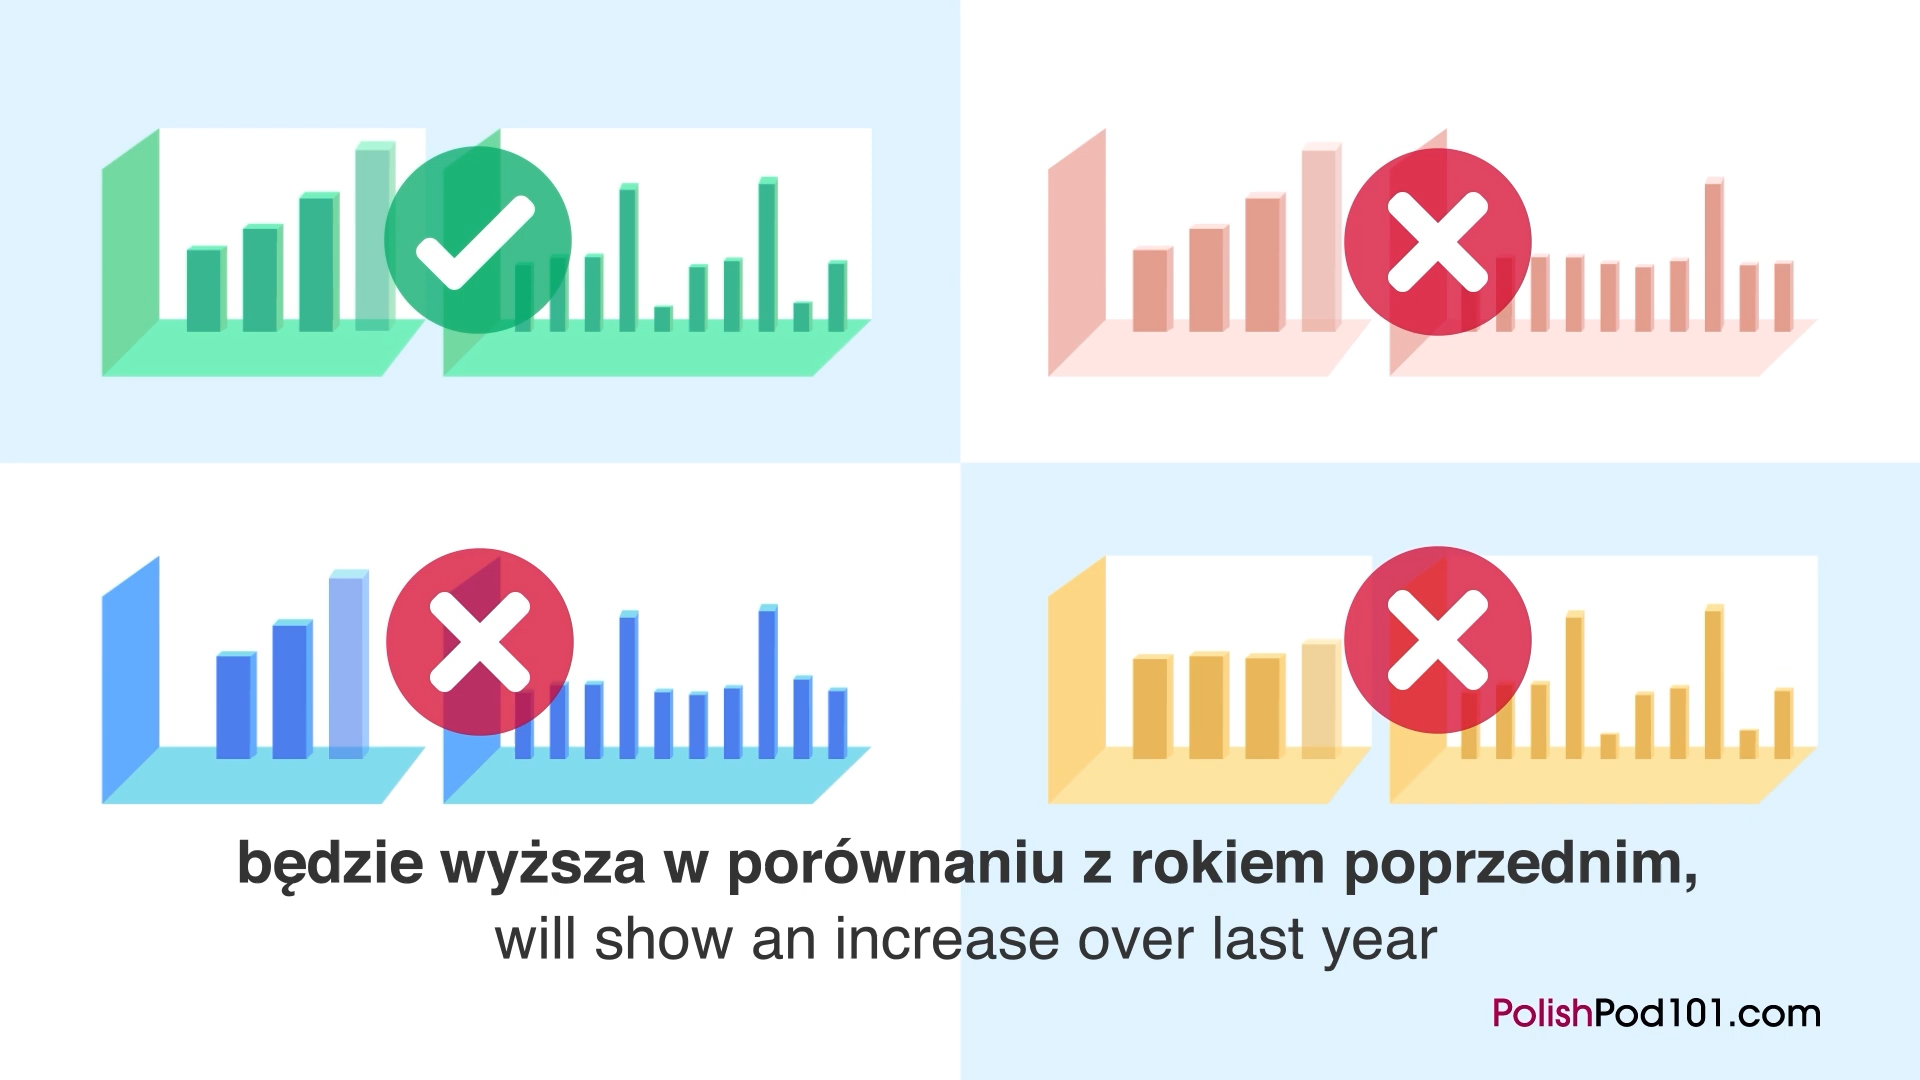 będzie wyższa w porównaniu z rokiem poprzednim,
will show an increase over last year
PolishPod101.com